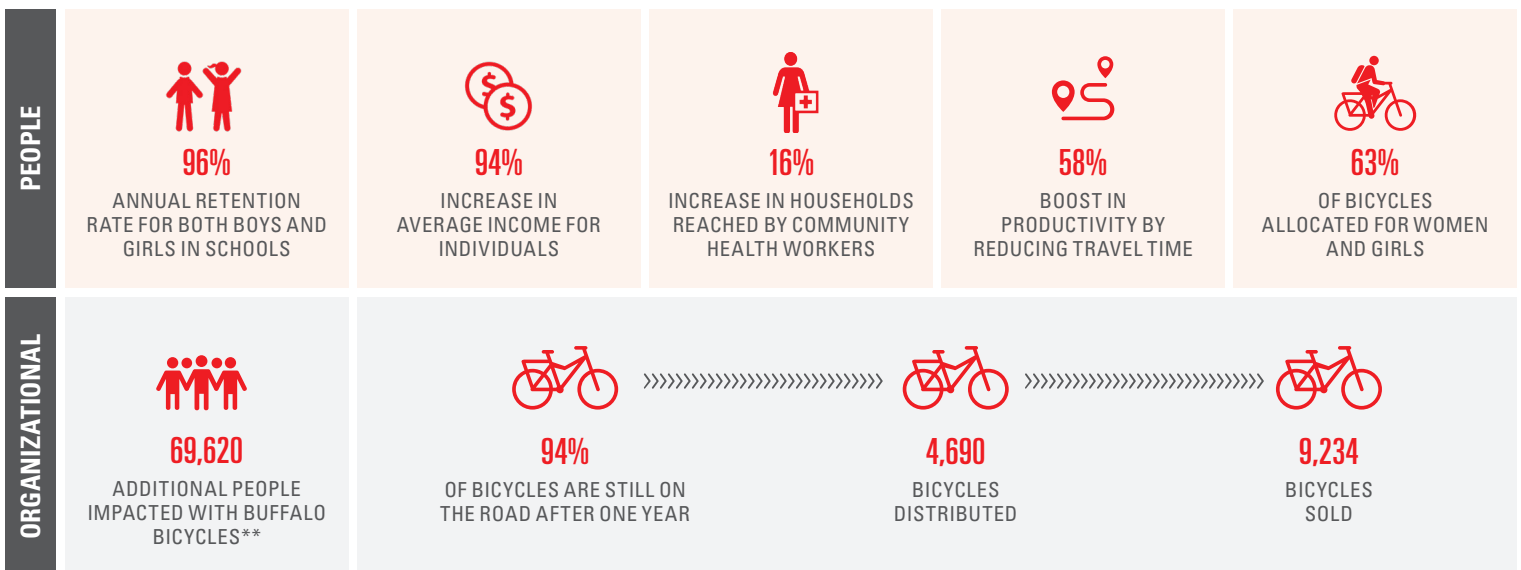 PEOPLE
96%
ANNUAL RETENTION
RATE FOR BOTH BOYS AND
GIRLS IN SCHOOLS
94%
INCREASE IN
AVERAGE INCOME FOR
INDIVIDUALS
16%
INCREASE IN HOUSEHOLDS
REACHED BY COMMUNITY
HEALTH WORKERS
58%
BOOST IN
PRODUCTIVITY BY
REDUCING TRAVEL TIME
63%
OF BICYCLES
ALLOCATED FOR WOMEN
AND GIRLS
ORGANIZATIONAL
69,620
ADDITIONAL PEOPLE
IMPACTED WITH BUFFALO
BICYCLES**
94%
OF BICYCLES ARE STILL ON
THE ROAD AFTER ONE YEAR
4,690
BICYCLES
DISTRIBUTED
9,234
BICYCLES
SOLD